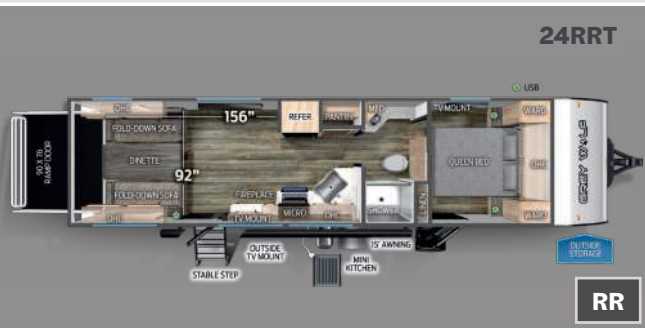 24RRT
USB
OHC
156"
REFER
PANTRY
MED
TV MOUNT
WARD
FOLD-DOWN SOFA
90 X 76
RAMP DOOR
DINETTE
92"
QUEEN BED
OHC
FOLD-DOWN SOFA
FIREPLACE
OHC
TV MOUNT
MICRO
OHC
SHOWER
LINEN
WARD
STABLE STEP
OUTSIDE
TV MOUNT
15' AWNING
MINI
KITCHEN
OUTSIDE
STORAGE
RR